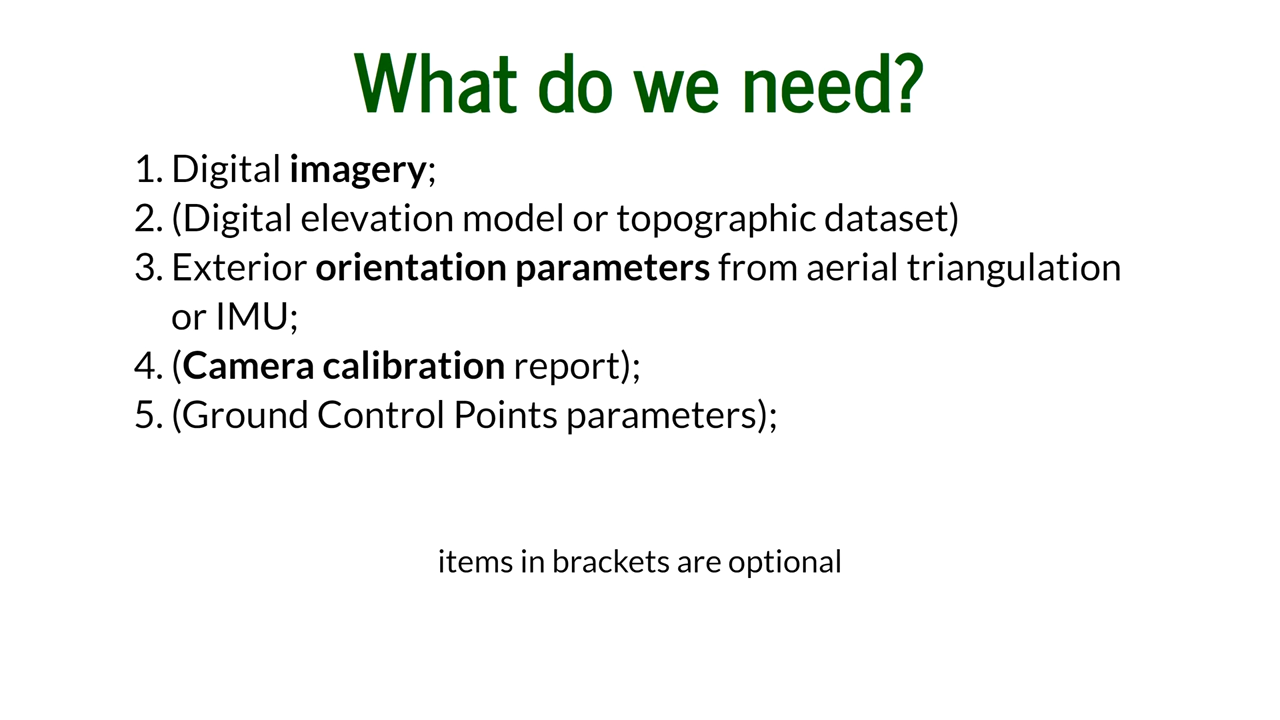 What do we need?
1. Digital imagery;
2. (Digital elevation model or topographic dataset)
3. Exterior orientation parameters from aerial triangulation
or IMU;
4. (Camera calibration report);
5. (Ground Control Points parameters);
items in brackets are optional